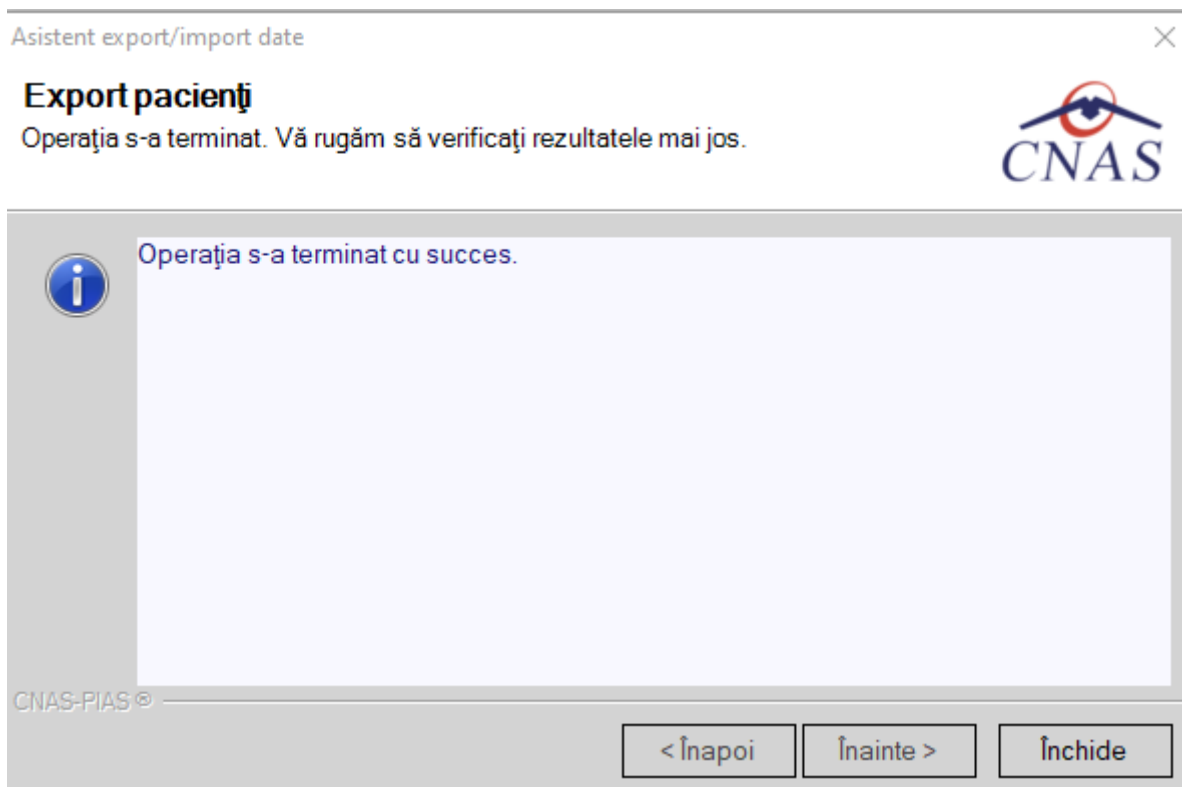 Asistent export/import date
Export pacienţi
Operaţia s-a terminat. Vă rugăm să verificaţi rezultatele mai jos.
CNAS
Operaţia s-a terminat cu succes.
CNAS-PIAS ®
< Înapoi
Înainte >
Închide